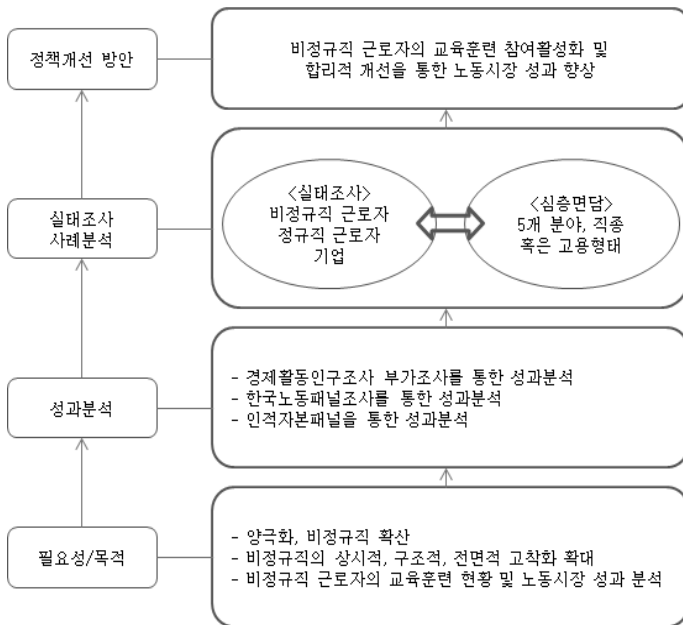 정책개선 방안
비정규직 근로자의 교육훈련 참여활성화 및
합리적 개선을 통한 노동시장 성과 향상
실태조사
사례분석
<실태조사>
비정규직 근로자
정규직 근로자
기업
<심층면담>
5개 분야, 직종
혹은 고용형태
성과분석
- 경제활동인구조사 부가조사를 통한 성과분석
- 한국노동패널조사를 통한 성과분석
- 인적자본패널을 통한 성과분석
필요성/목적
- 양극화, 비정규직 확산
- 비정규직의 상시적, 구조적, 전면적 고착화 확대
- 비정규직 근로자의 교육훈련 현황 및 노동시장 성과 분석